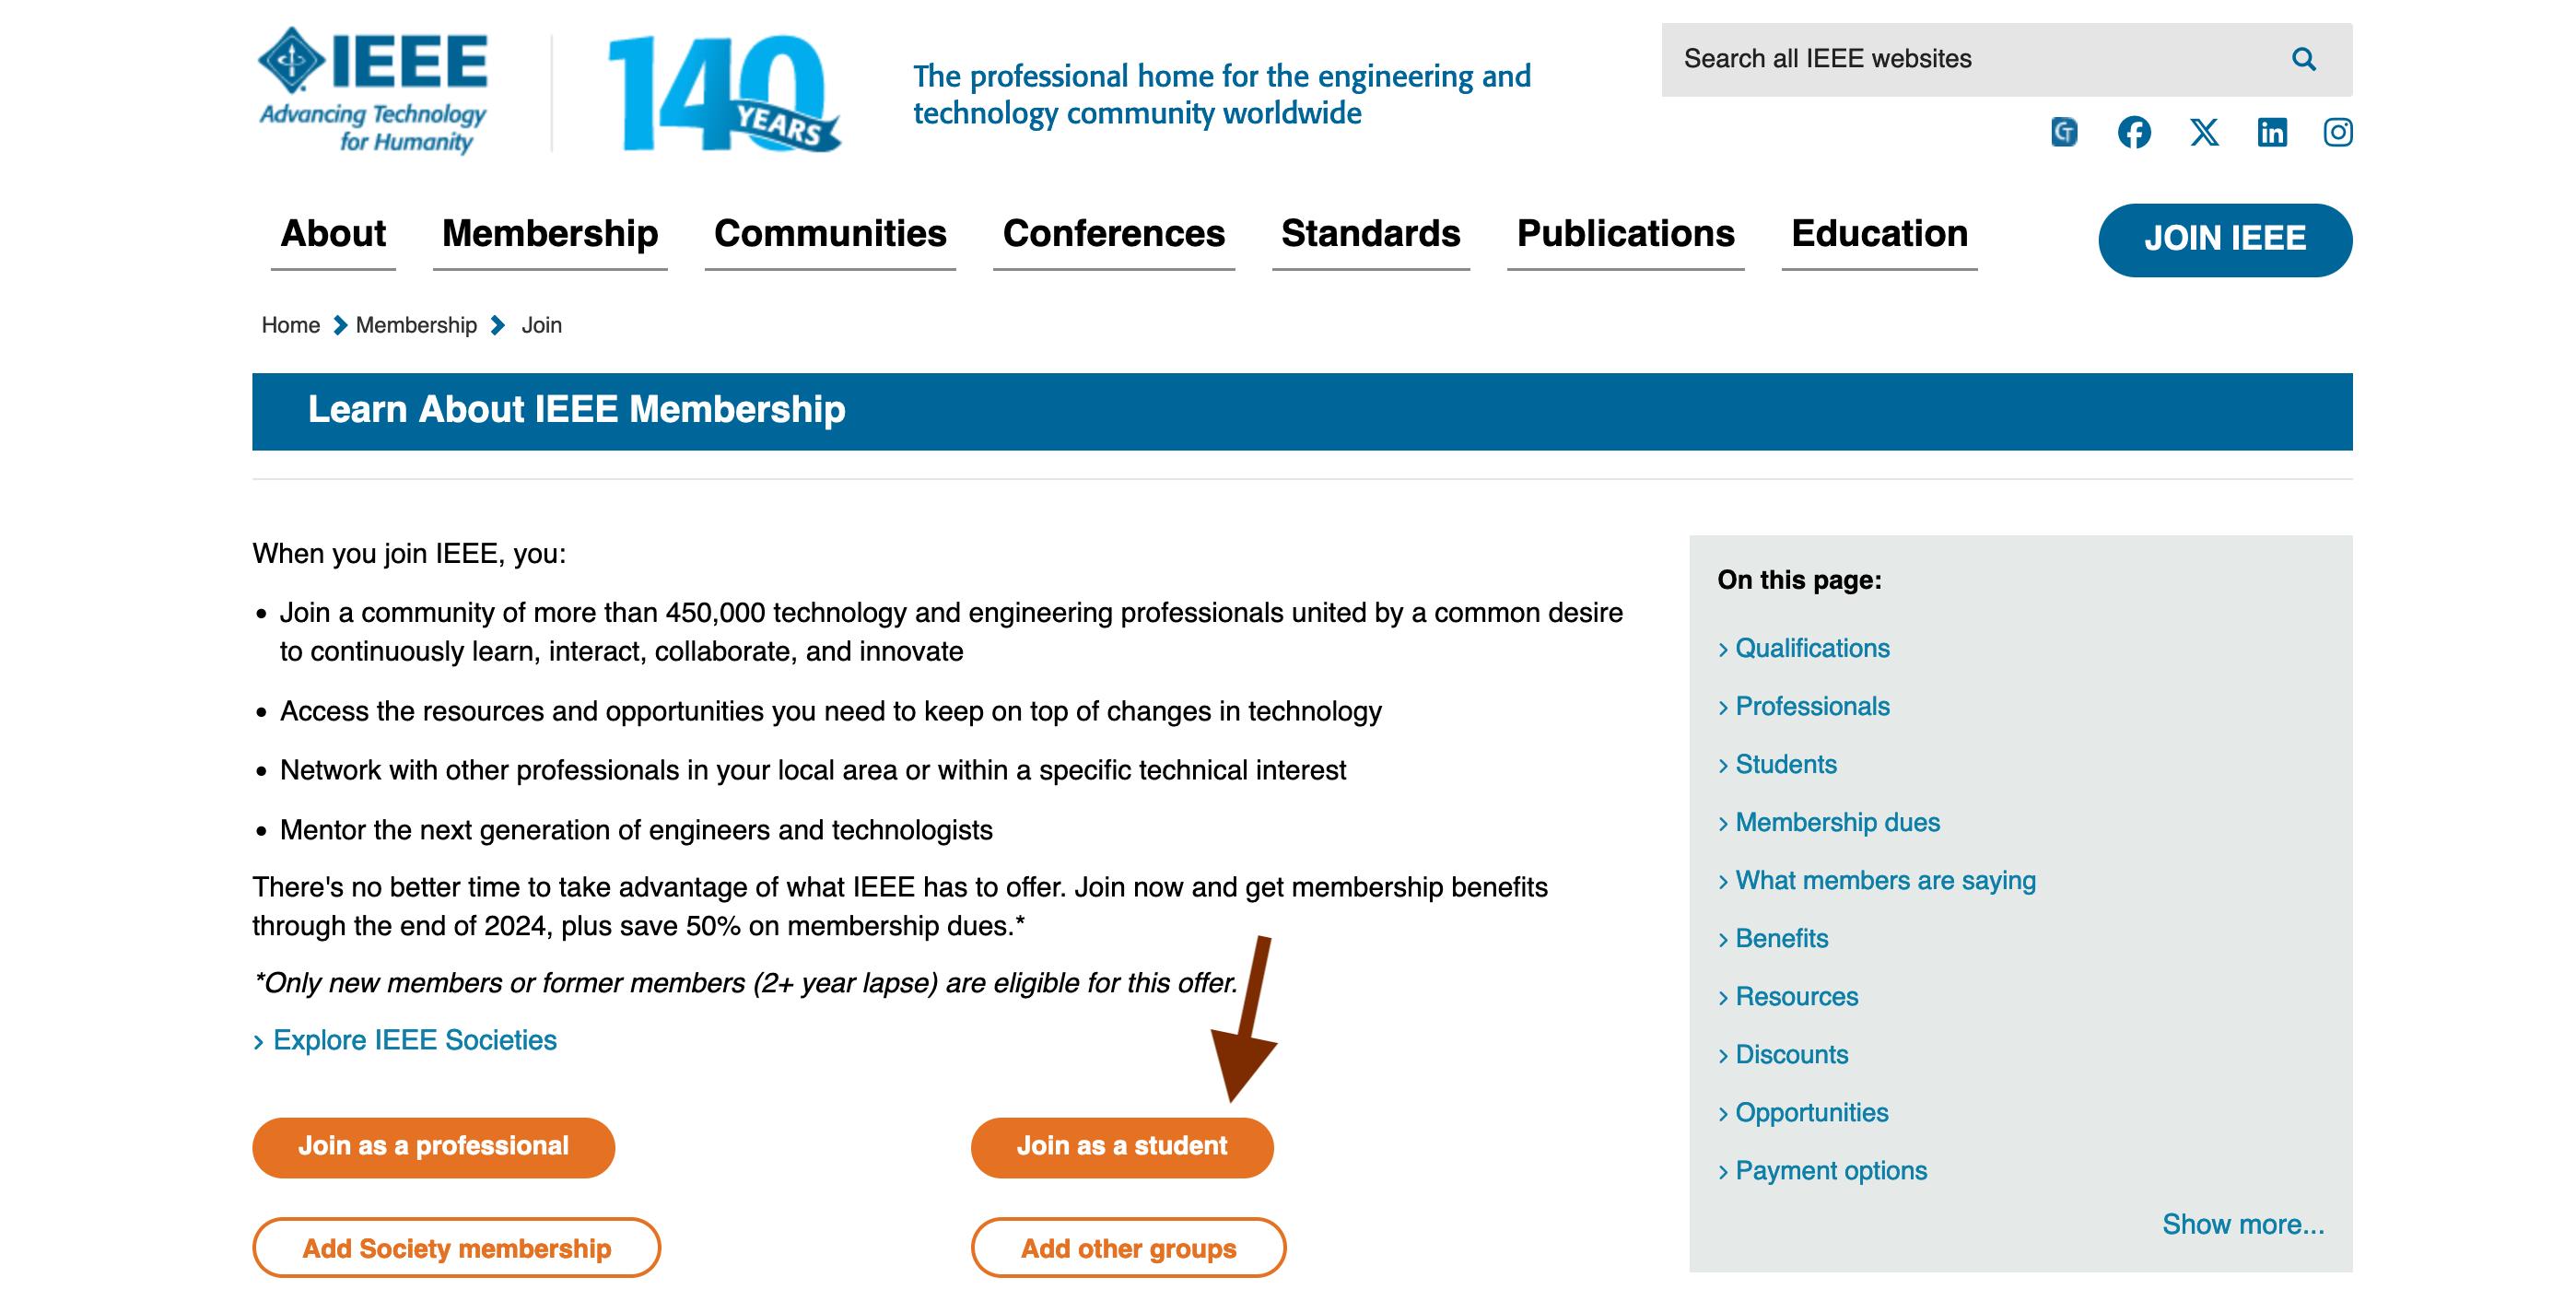 IEEE
Advancing Technology
for Humanity
140
YEARS
The professional home for the engineering and
technology community worldwide
Search all IEEE websites
About Membership Communities Conferences Standards Publications Education JOIN IEEE
Home Membership Join
Learn About IEEE Membership
When you join IEEE, you:
• Join a community of more than 450,000 technology and engineering professionals united by a common desire
to continuously learn, interact, collaborate, and innovate
• Access the resources and opportunities you need to keep on top of changes in technology
• Network with other professionals in your local area or within a specific technical interest
• Mentor the next generation of engineers and technologists
There's no better time to take advantage of what IEEE has to offer. Join now and get membership benefits
through the end of 2024, plus save 50% on membership dues.*
*Only new members or former members (2+ year lapse) are eligible for this offer.
› Explore IEEE Societies
Join as a professional
Join as a student
Add Society membership
Add other groups
On this page:
› Qualifications
› Professionals
› Students
› Membership dues
› What members are saying
› Benefits
› Resources
› Discounts
› Opportunities
› Payment options
Show more...